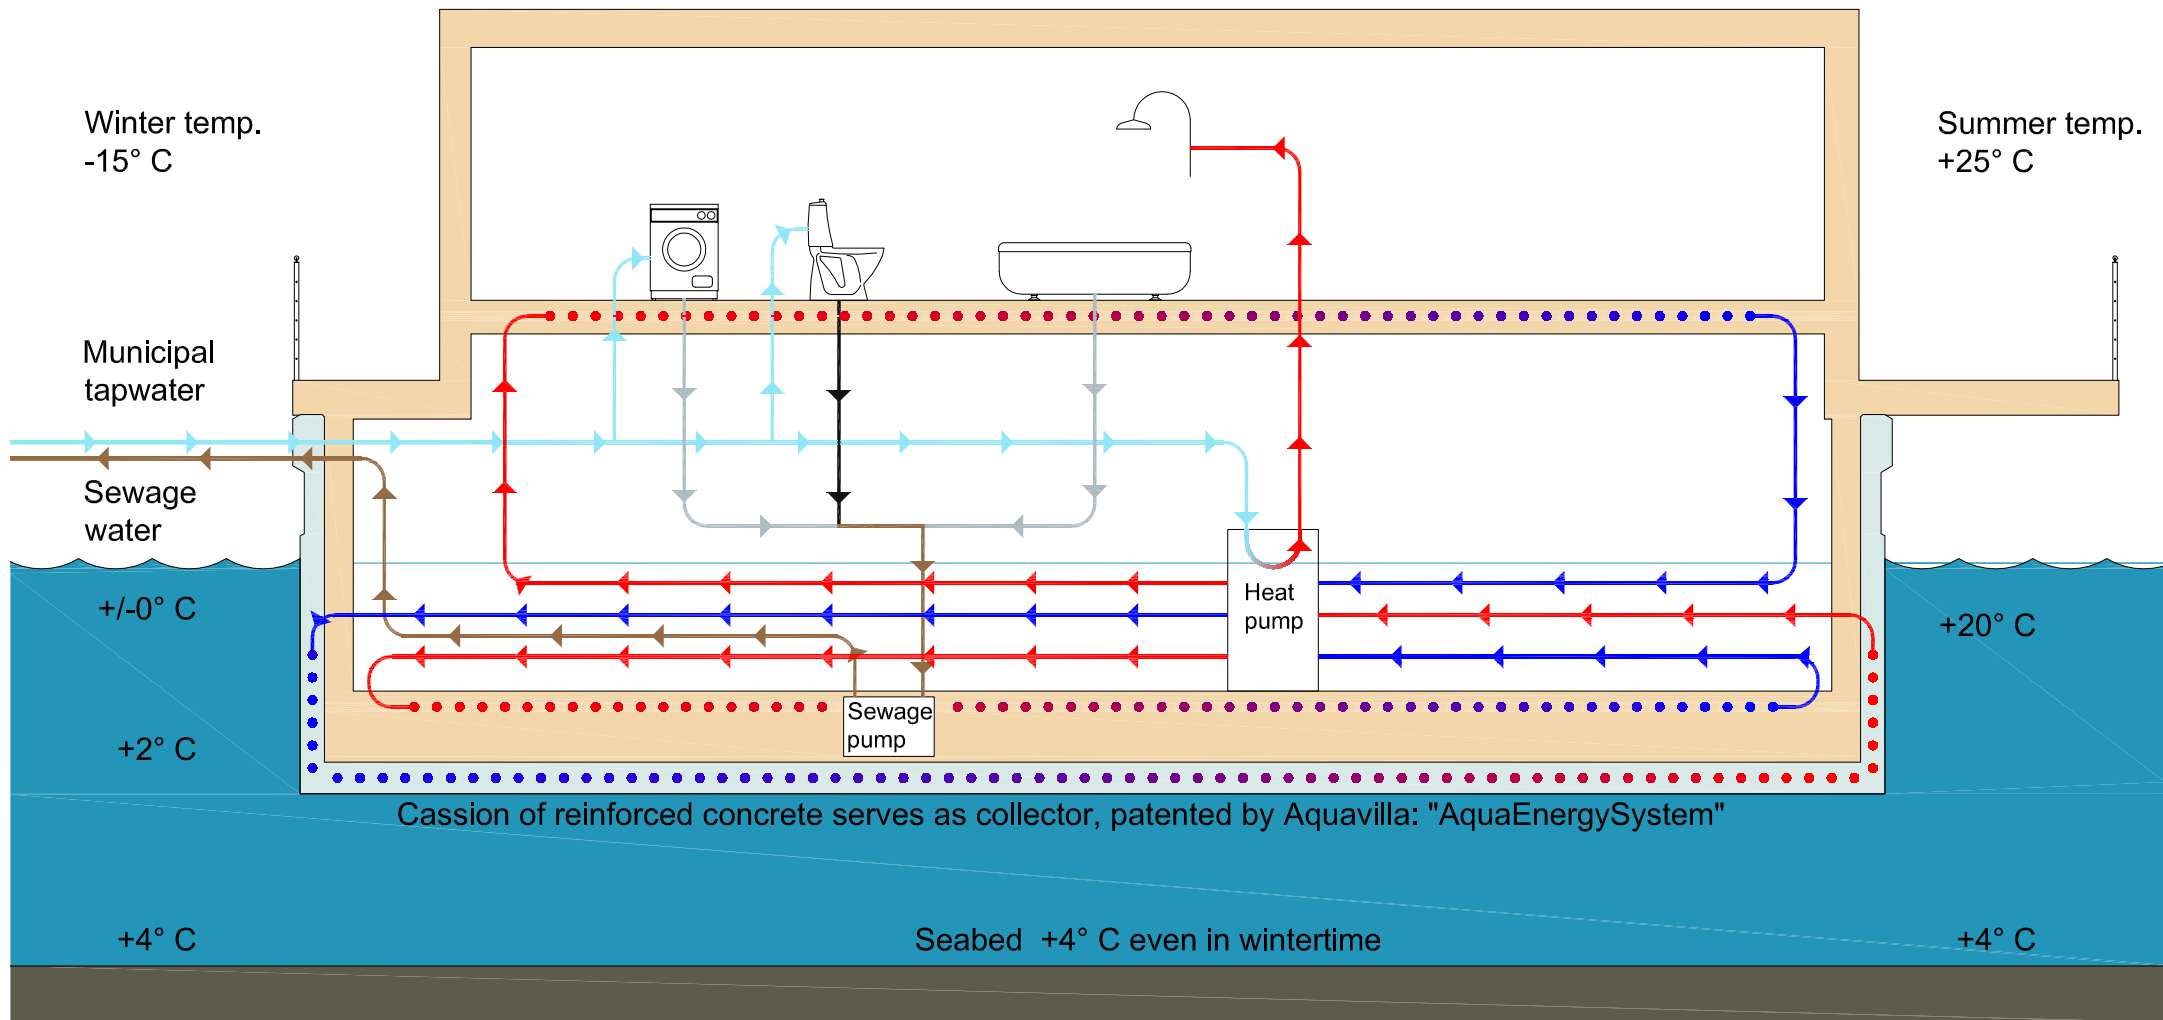 Winter temp.
-15° C
Summer temp.
+25° C
Municipal
tapwater
Sewage
water
Heat
pump
+/-0° C
+20° C
Sewage
pump
+2° C
Cassion of reinforced concrete serves as collector, patented by Aquavilla: "AquaEnergySystem"
+4° C
Seabed  +4° C even in wintertime
+4° C